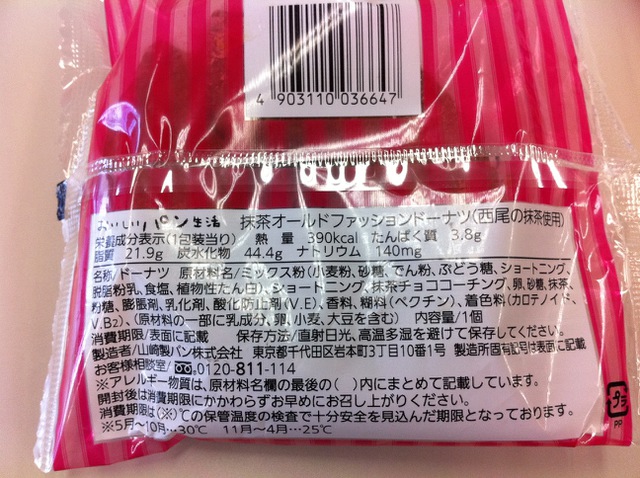 4 903110 036647
おいしいパン生活 抹茶オールドファッションドーナツ(西尾の抹茶使用)
栄養成分表示(1包装当り) 熱 量 390kcal たんぱく質 3.8g
脂質 21.9g 炭水化物 44.4g ナトリウム 140mg
名称/ドーナツ 原材料名/ミックス粉(小麦粉、砂糖、でん粉、ぶどう糖、ショートニング、
脱脂粉乳、食塩、植物性たん白)、ショートニング、抹茶チョココーチング、卵、砂糖、抹茶、
粉糖、膨脹剤、乳化剤、酸化防止剤(V.E)、香料、糊料(ペクチン)、着色料(カロテノイド、
V.B₂)、(原材料の一部に乳成分、卵、小麦、大豆を含む) 内容量/1個
消費期限/表面に記載 保存方法/直射日光、高温多湿を避けて保存してください。
製造者/山崎製パン株式会社 東京都千代田区岩本町3丁目10番1号 製造所固有記号は表面に記載
お客様相談室/0120-811-114
※アレルギー物質は、原材料名欄の最後の( )内にまとめて記載しています。
開封後は消費期限にかかわらずお早めにお召し上がりください。
消費期限は(※)での保管温度の検査で十分安全を見込んだ期限となっております。
※5月〜10月…30℃ 11月〜4月…25℃
プラ
PP